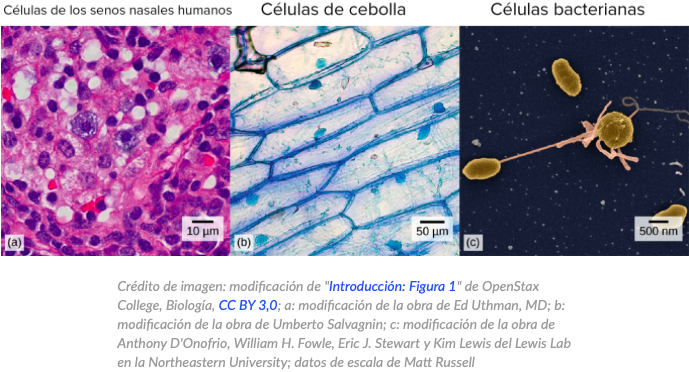 Células de los senos nasales humanos
Células de cebolla
Células bacterianas
(a)
10 µm
(b)
50 µm
(c)
500 nm
Crédito de imagen: modificación de "Introducción: Figura 1" de OpenStax
College, Biología, CC BY 3,0; a: modificación de la obra de Ed Uthman, MD; b:
modificación de la obra de Umberto Salvagnin; c: modificación de la obra de
Anthony D'Onofrio, William H. Fowle, Eric J. Stewart y Kim Lewis del Lewis Lab
en la Northeastern University; datos de escala de Matt Russell